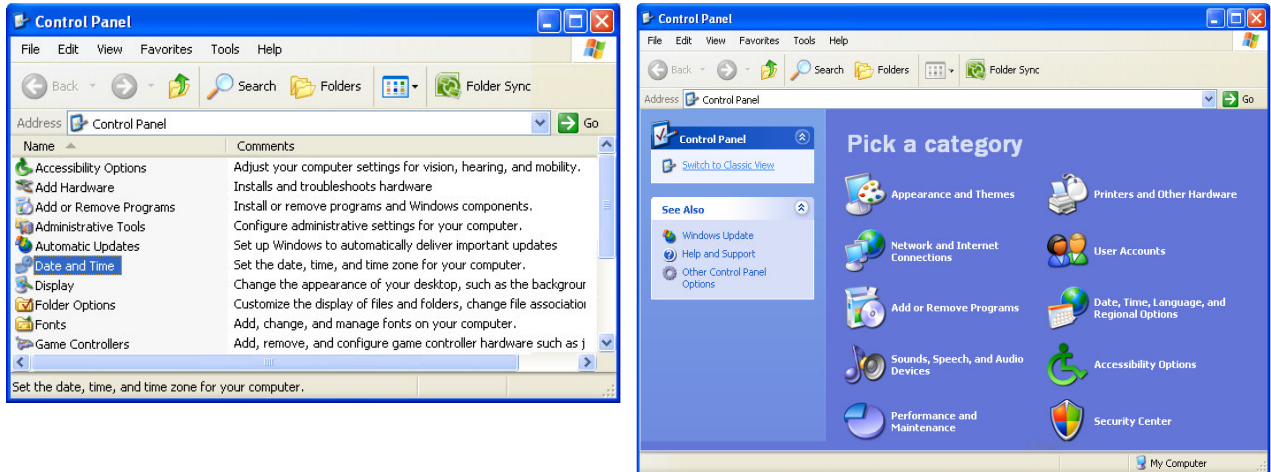 Control Panel
File Edit View Favorites Tools Help
Back Search Folders Folder Sync
Address Control Panel Go
Name Comments
Accessibility Options Adjust your computer settings for vision, hearing, and mobility.
Add Hardware Installs and troubleshoots hardware
Add or Remove Programs Install or remove programs and Windows components.
Administrative Tools Configure administrative settings for your computer.
Automatic Updates Set up Windows to automatically deliver important updates
Date and Time Set the date, time, and time zone for your computer.
Display Change the appearance of your desktop, such as the backgrour
Folder Options Customize the display of files and folders, change file associatio
Fonts Add, change, and manage fonts on your computer.
Game Controllers Add, remove, and configure game controller hardware such as j
Set the date, time, and time zone for your computer.
Control Panel
File Edit View Favorites Tools Help
Back Search Folders Folder Sync
Address Control Panel Go
Control Panel
Switch to Classic View
See Also
Windows Update
Help and Support
Other Control Panel
Options
Pick a category
Appearance and Themes
Printers and Other Hardware
Network and Internet
Connections
User Accounts
Add or Remove Programs
Date, Time, Language, and
Regional Options
Sounds, Speech, and Audio
Devices
Accessibility Options
Performance and
Maintenance
Security Center
My Computer